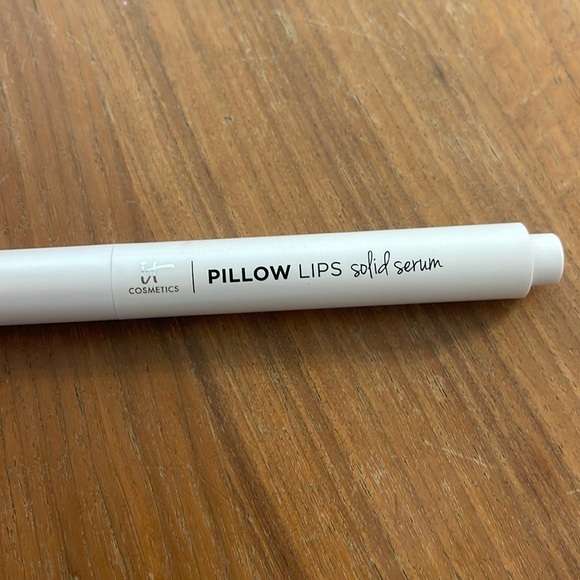 it
COSMETICS
PILLOW LIPS solid serum